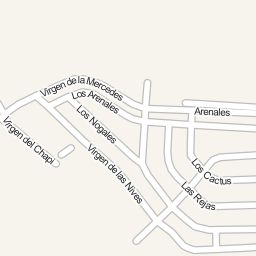 Virgen de la Mercedes
Los Arenales
Arenales
Los Nogales
Virgen del Chapi
Virgen de las Nives
Los Cactus
Las Rejas